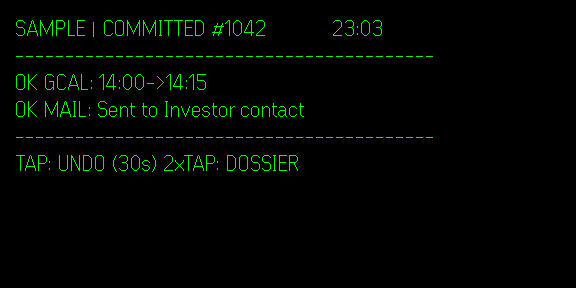 SAMPLE | COMMITTED #1042 23:03
----------------------------------------
OK GCAL: 14:00->14:15
OK MAIL: Sent to Investor contact
----------------------------------------
TAP: UNDO (30s) 2xTAP: DOSSIER